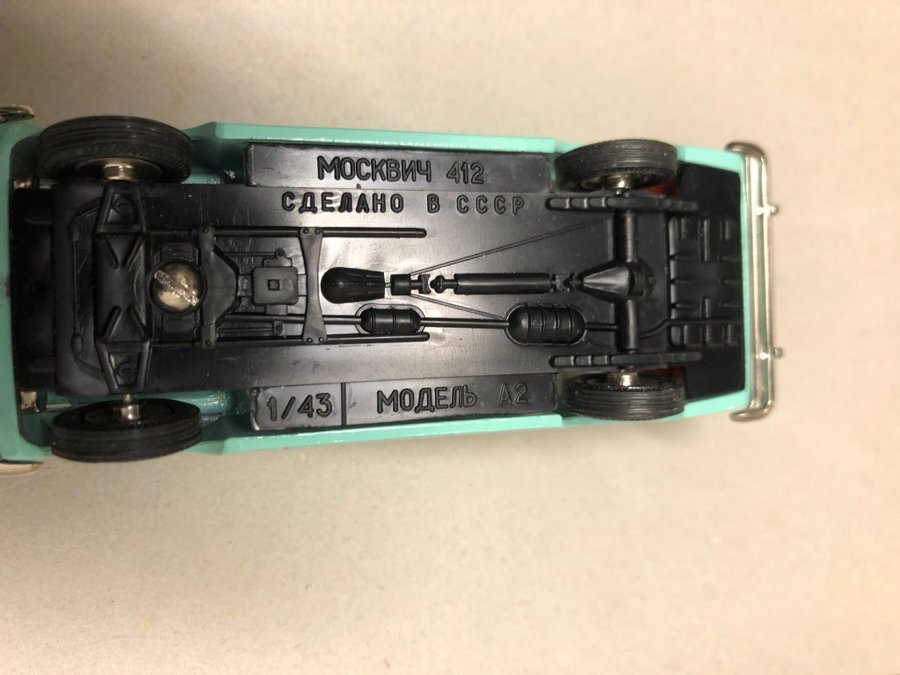 МОСКВИЧ 412
СДЕЛАНО В СССР
1/43 МОДЕЛЬ А2